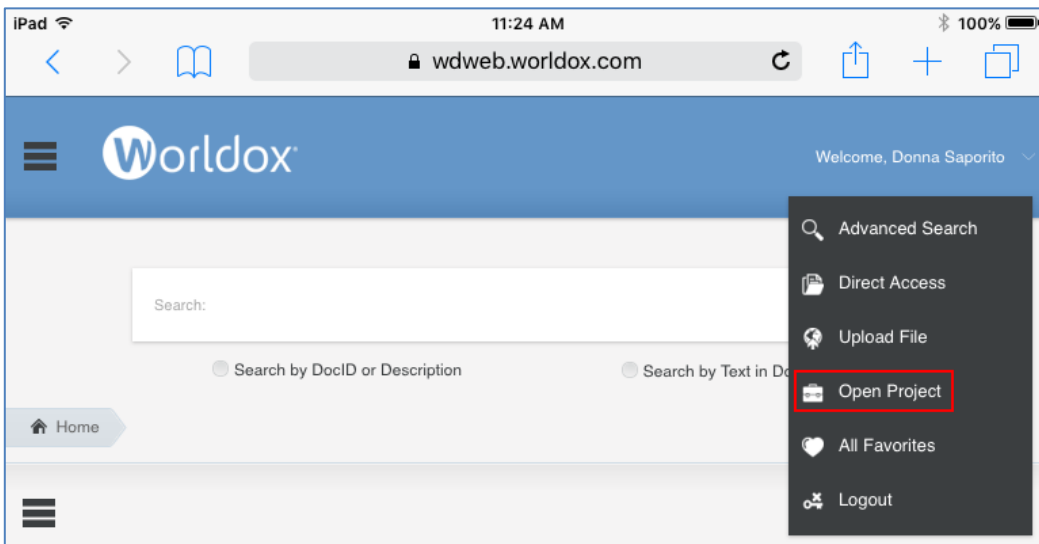 iPad 11:24 AM 100%
wdweb.worldox.com
Worldox
Welcome, Donna Saporito
Advanced Search
Direct Access
Search:
Upload File
Search by DocID or Description Search by Text in
Open Project
Home
All Favorites
Logout